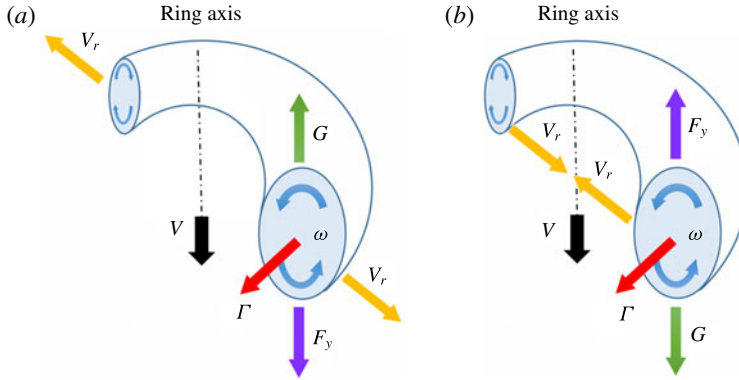 (a)
Ring axis
V_r
G
V
ω
Γ
V_r
F_y
(b)
Ring axis
V_r
V_r
F_y
V
ω
Γ
G